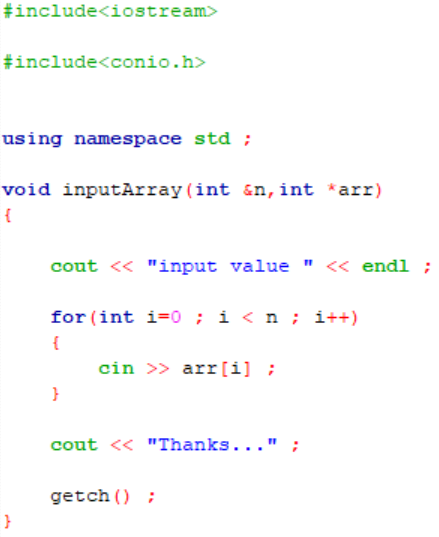 #include<iostream>
#include<conio.h>
using namespace std ;
void inputArray(int &n,int *arr)
{
cout << "input value " << endl ;
for(int i=0 ; i < n ; i++)
{
cin >> arr[i] ;
}
cout << "Thanks..." ;
getch() ;
}